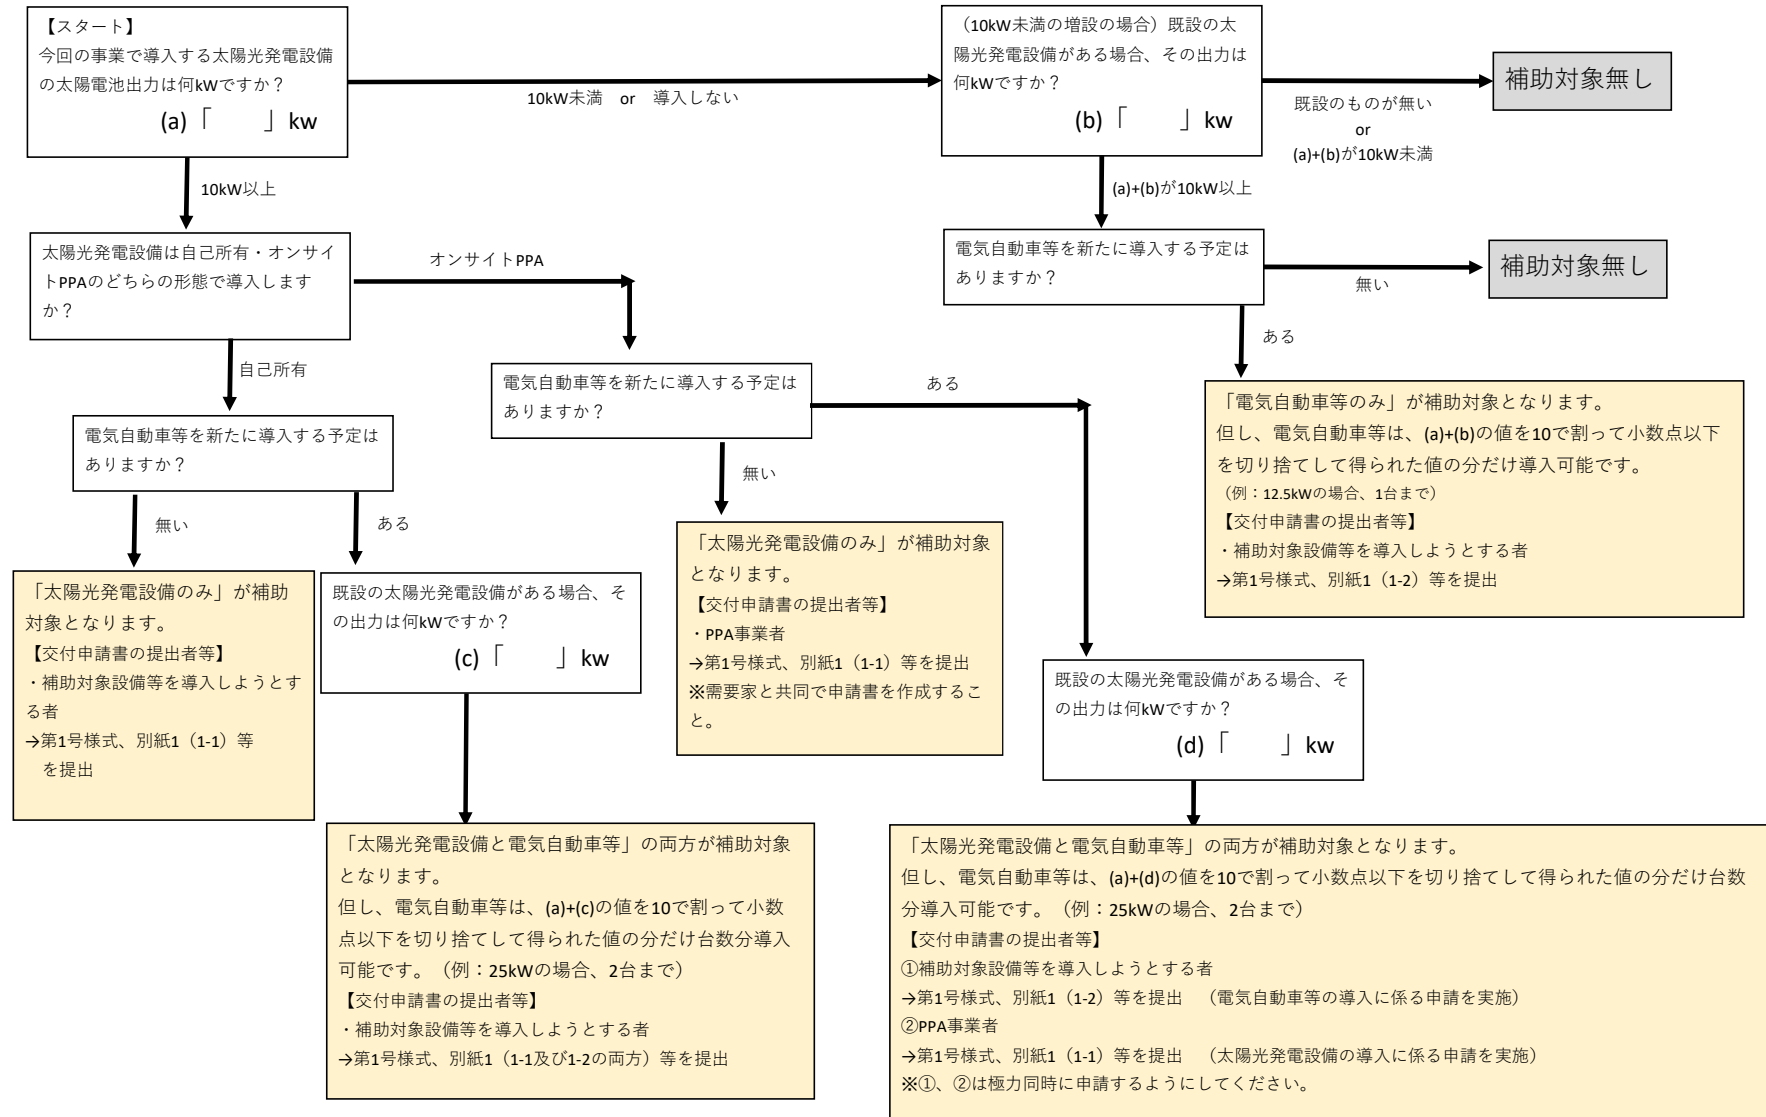 【スタート】
今回の事業で導入する太陽光発電設備
の太陽電池出力は何kWですか？
(a)「　　」kw
10kW未満　or　導入しない
（10kW未満の増設の場合）既設の太
陽光発電設備がある場合、その出力は
何kWですか？
(b)「　　」kw
既設のものが無い
or
(a)+(b)が10kW未満
補助対象無し
10kW以上
(a)+(b)が10kW以上
太陽光発電設備は自己所有・オンサイ
トPPAのどちらの形態で導入します
か？
オンサイトPPA
電気自動車等を新たに導入する予定は
ありますか？
無い
補助対象無し
ある
自己所有
電気自動車等を新たに導入する予定は
ありますか？
ある
「電気自動車等のみ」が補助対象となります。
但し、電気自動車等は、(a)+(b)の値を10で割って小数点以下
を切り捨てして得られた値の分だけ導入可能です。
（例：12.5kWの場合、1台まで）
【交付申請書の提出者等】
・補助対象設備等を導入しようとする者
→第1号様式、別紙1（1-2）等を提出
電気自動車等を新たに導入する予定は
ありますか？
無い
無い
ある
「太陽光発電設備のみ」が補助対象
となります。
【交付申請書の提出者等】
・PPA事業者
→第1号様式、別紙1（1-1）等を提出
※需要家と共同で申請書を作成するこ
と。
「太陽光発電設備のみ」が補助
対象となります。
【交付申請書の提出者等】
・補助対象設備等を導入しようとす
る者
→第1号様式、別紙1（1-1）等
を提出
既設の太陽光発電設備がある場合、そ
の出力は何kWですか？
(c)「　　」kw
既設の太陽光発電設備がある場合、そ
の出力は何kWですか？
(d)「　　」kw
「太陽光発電設備と電気自動車等」の両方が補助対象
となります。
但し、電気自動車等は、(a)+(c)の値を10で割って小数
点以下を切り捨てして得られた値の分だけ台数分導入
可能です。（例：25kWの場合、2台まで）
【交付申請書の提出者等】
・補助対象設備等を導入しようとする者
→第1号様式、別紙1（1-1及び1-2の両方）等を提出
「太陽光発電設備と電気自動車等」の両方が補助対象となります。
但し、電気自動車等は、(a)+(d)の値を10で割って小数点以下を切り捨てして得られた値の分だけ台数
分導入可能です。（例：25kWの場合、2台まで）
【交付申請書の提出者等】
①補助対象設備等を導入しようとする者
→第1号様式、別紙1（1-2）等を提出　（電気自動車等の導入に係る申請を実施）
②PPA事業者
→第1号様式、別紙1（1-1）等を提出　（太陽光発電設備の導入に係る申請を実施）
※①、②は極力同時に申請するようにしてください。